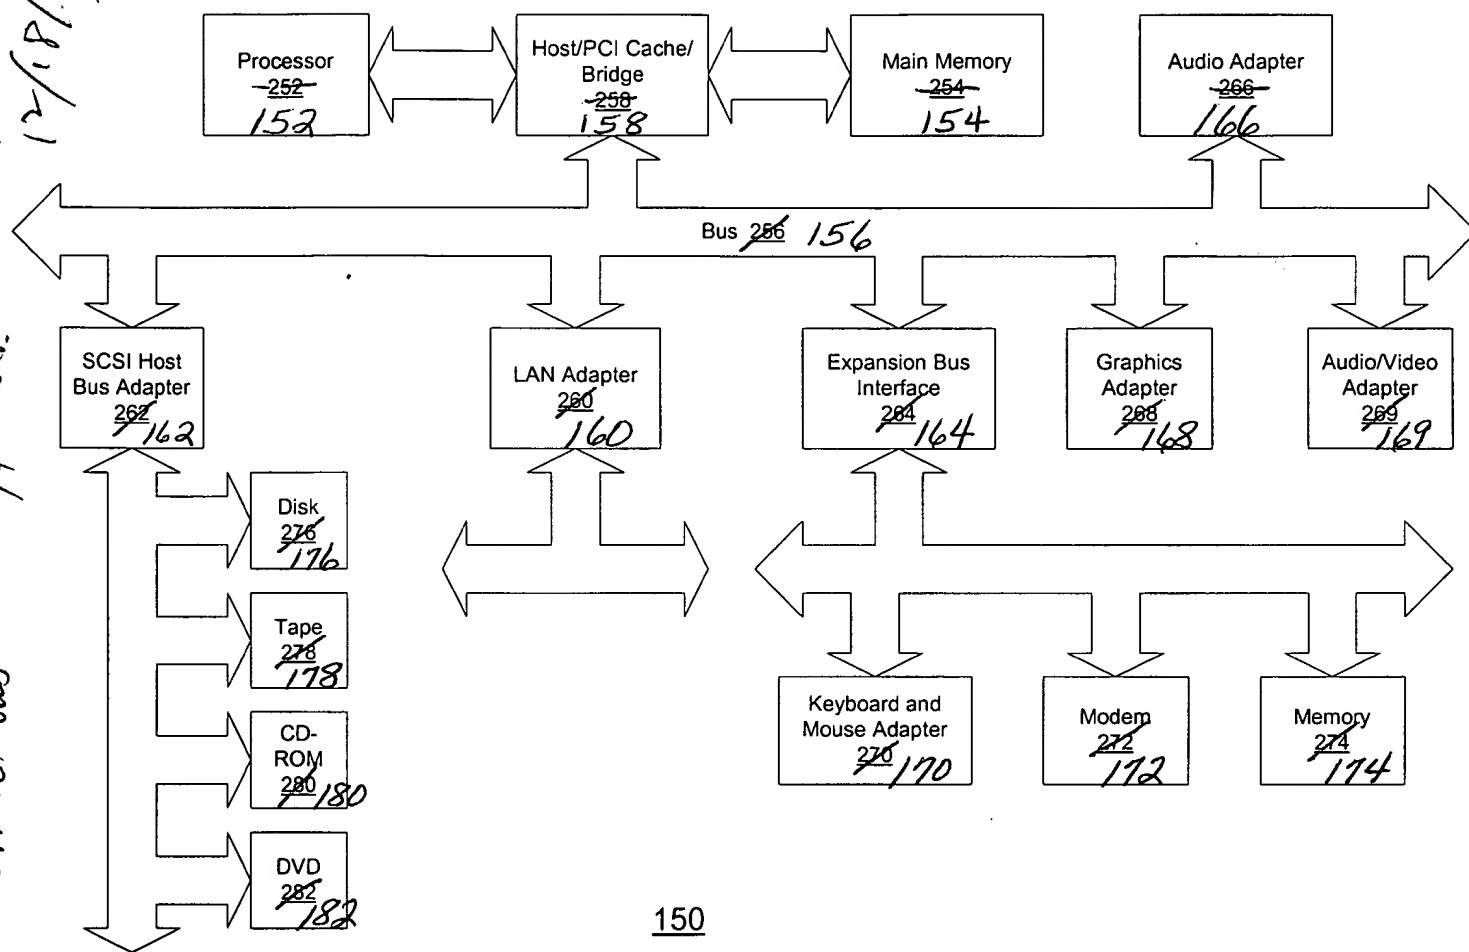 12/18/
Processor
252
152
Host/PCI Cache/
Bridge
258
158
Main Memory
254
154
Audio Adapter
266
166
Bus 256 156
SCSI Host
Bus Adapter
262
162
LAN Adapter
260
160
Expansion Bus
Interface
264
164
Graphics
Adapter
268
168
Audio/Video
Adapter
269
169
Disk
276
176
Tape
278
178
CD-
ROM
280
180
DVD
282
182
Keyboard and
Mouse Adapter
270
170
Modem
272
172
Memory
274
174
150